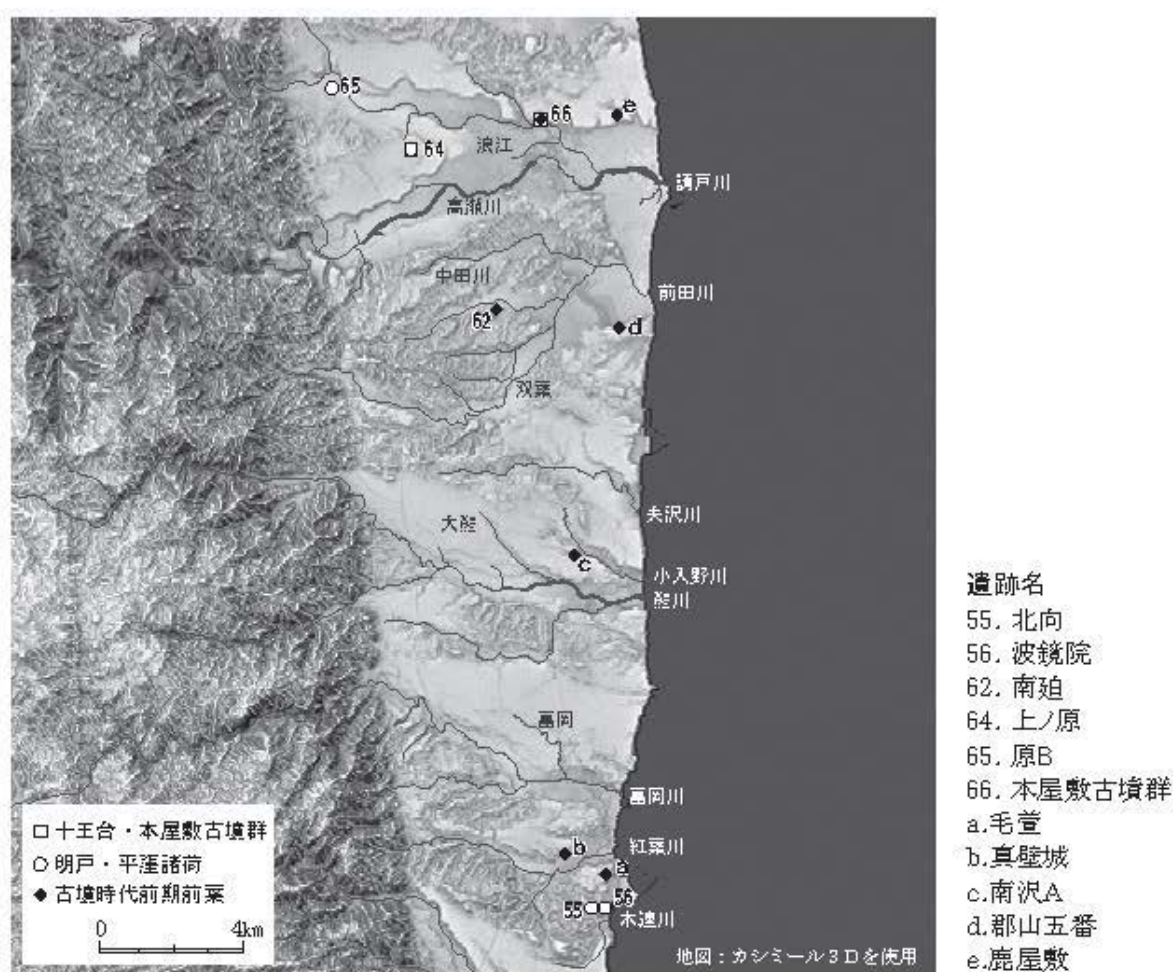 65
66
e
64
浪江
請戸川
高瀬川
中田川
前田川
62
d
双葉
夫沢川
大熊
c
小入野川
熊川
富岡
富岡川
b
紅葉川
a
55
56
木連川
□十王台・本屋敷古墳群
○明戸・平窪諸荷
◆古墳時代前期前葉
0 4km
地図:カシミール3Dを使用
遺跡名
55. 北向
56. 波鏡院
62. 南廹
64. 上ノ原
65. 原B
66. 本屋敷古墳群
a.毛萱
b.真壁城
c.南沢A
d.郡山五番
e.鹿屋敷